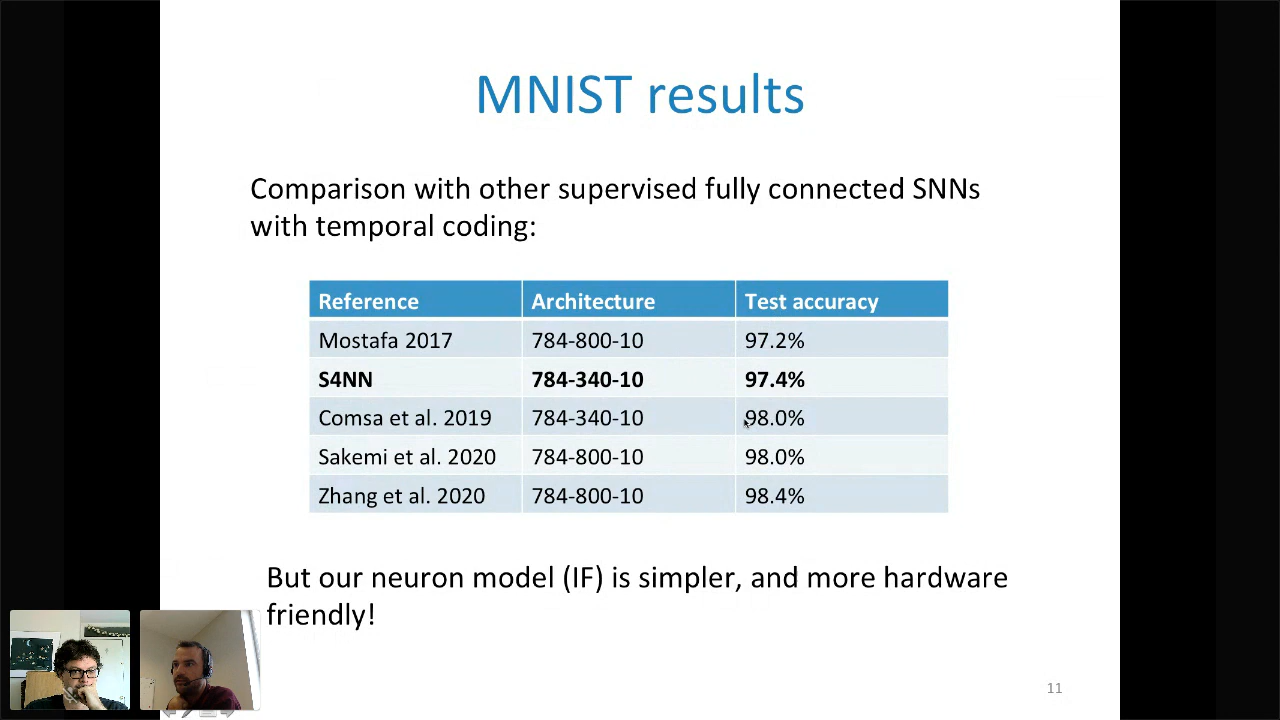 MNIST results
Comparison with other supervised fully connected SNNs
with temporal coding:
Reference Architecture Test accuracy
Mostafa 2017 784-800-10 97.2%
S4NN 784-340-10 97.4%
Comsa et al. 2019 784-340-10 98.0%
Sakemi et al. 2020 784-800-10 98.0%
Zhang et al. 2020 784-800-10 98.4%
But our neuron model (IF) is simpler, and more hardware
friendly!
11